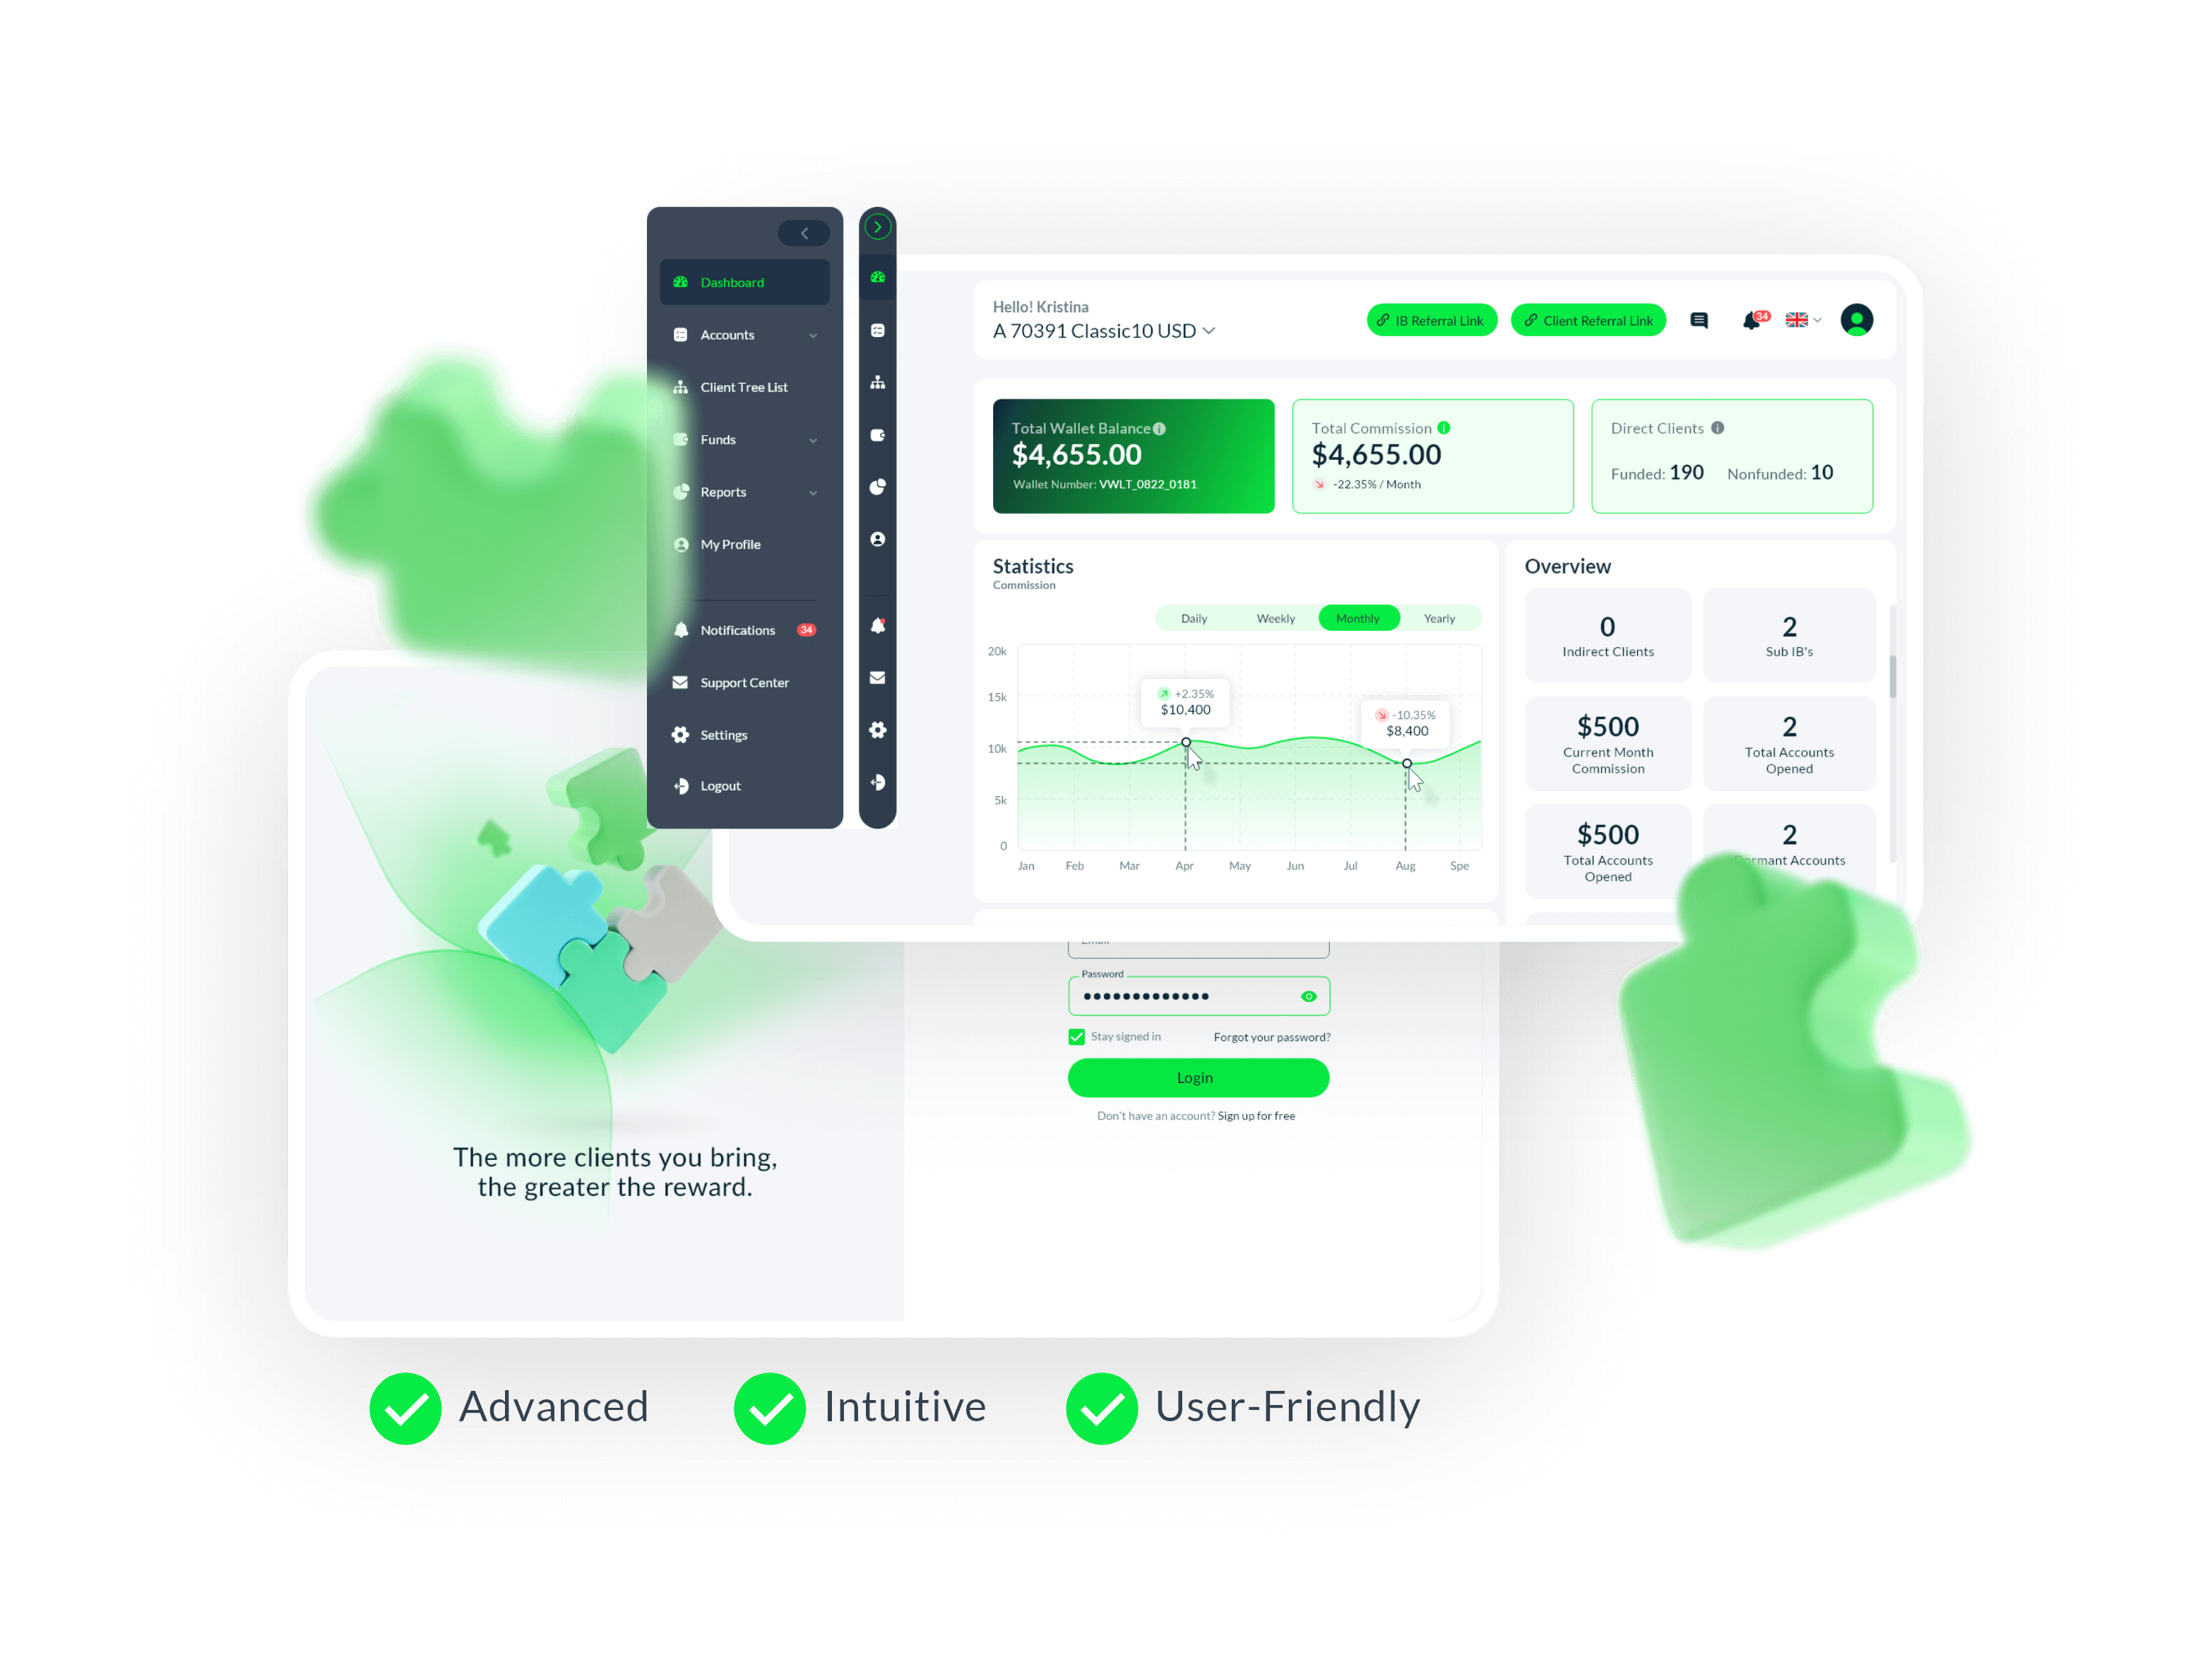 Dashboard
Accounts
Client Tree List
Funds
Reports
My Profile
Notifications 34
Support Center
Settings
Logout
Hello! Kristina
A 70391 Classic10 USD
IB Referral Link
Client Referral Link
34
Total Wallet Balance
$4,655.00
Wallet Number: VWLT_0822_0181
Total Commission
$4,655.00
-22.35% / Month
Direct Clients
Funded: 190 Nonfunded: 10
Statistics
Commission
Daily Weekly Monthly Yearly
20k
15k
10k
5k
0
+2.35%
$10,400
-10.35%
$8,400
Jan Feb Mar Apr May Jun Jul Aug Spe
Overview
0
Indirect Clients
2
Sub IB's
$500
Current Month
Commission
2
Total Accounts
Opened
$500
Total Accounts
Opened
2
Accounts
Password
Stay signed in
Forgot your password?
Login
Don't have an account? Sign up for free
The more clients you bring,
the greater the reward.
Advanced
Intuitive
User-Friendly